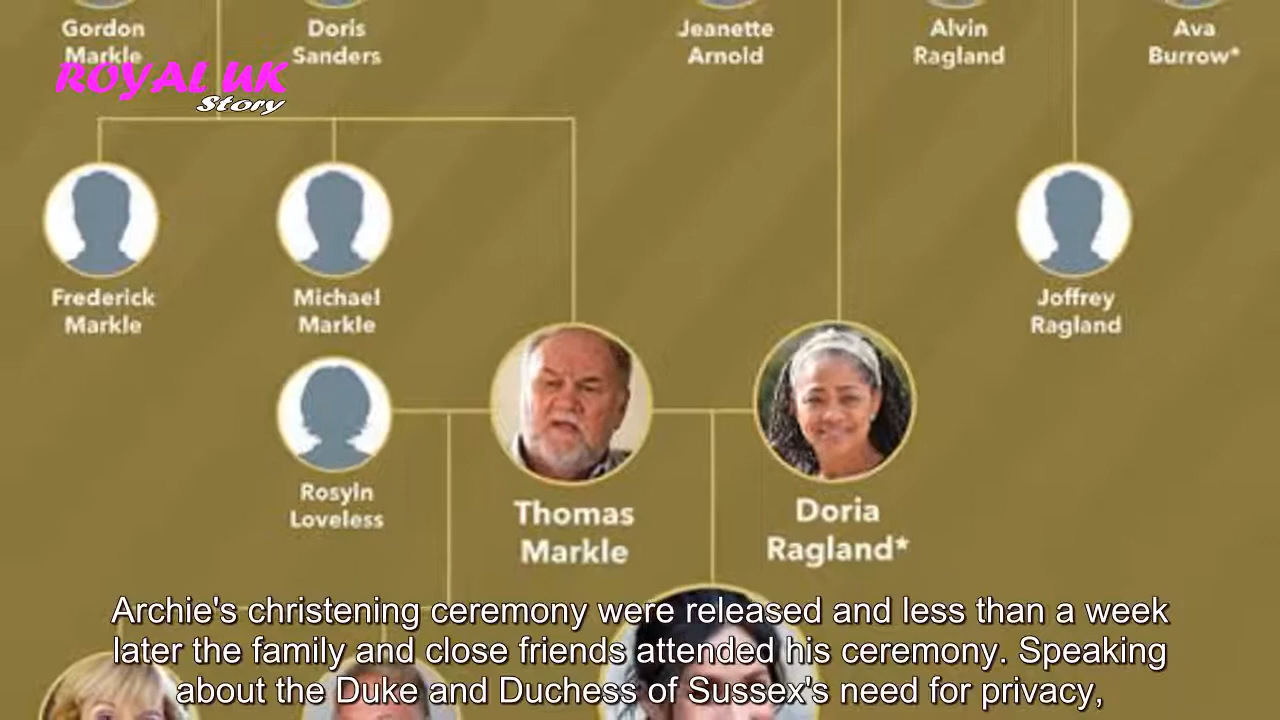 Gordon
Markle
Doris
Sanders
Jeanette
Arnold
Alvin
Ragland
Ava
Burrow*
ROYAL UK
Story
Frederick
Markle
Michael
Markle
Joffrey
Ragland
Rosyln
Loveless
Thomas
Markle
Doria
Ragland*
Archie's christening ceremony were released and less than a week
later the family and close friends attended his ceremony. Speaking
about the Duke and Duchess of Sussex's need for privacy,